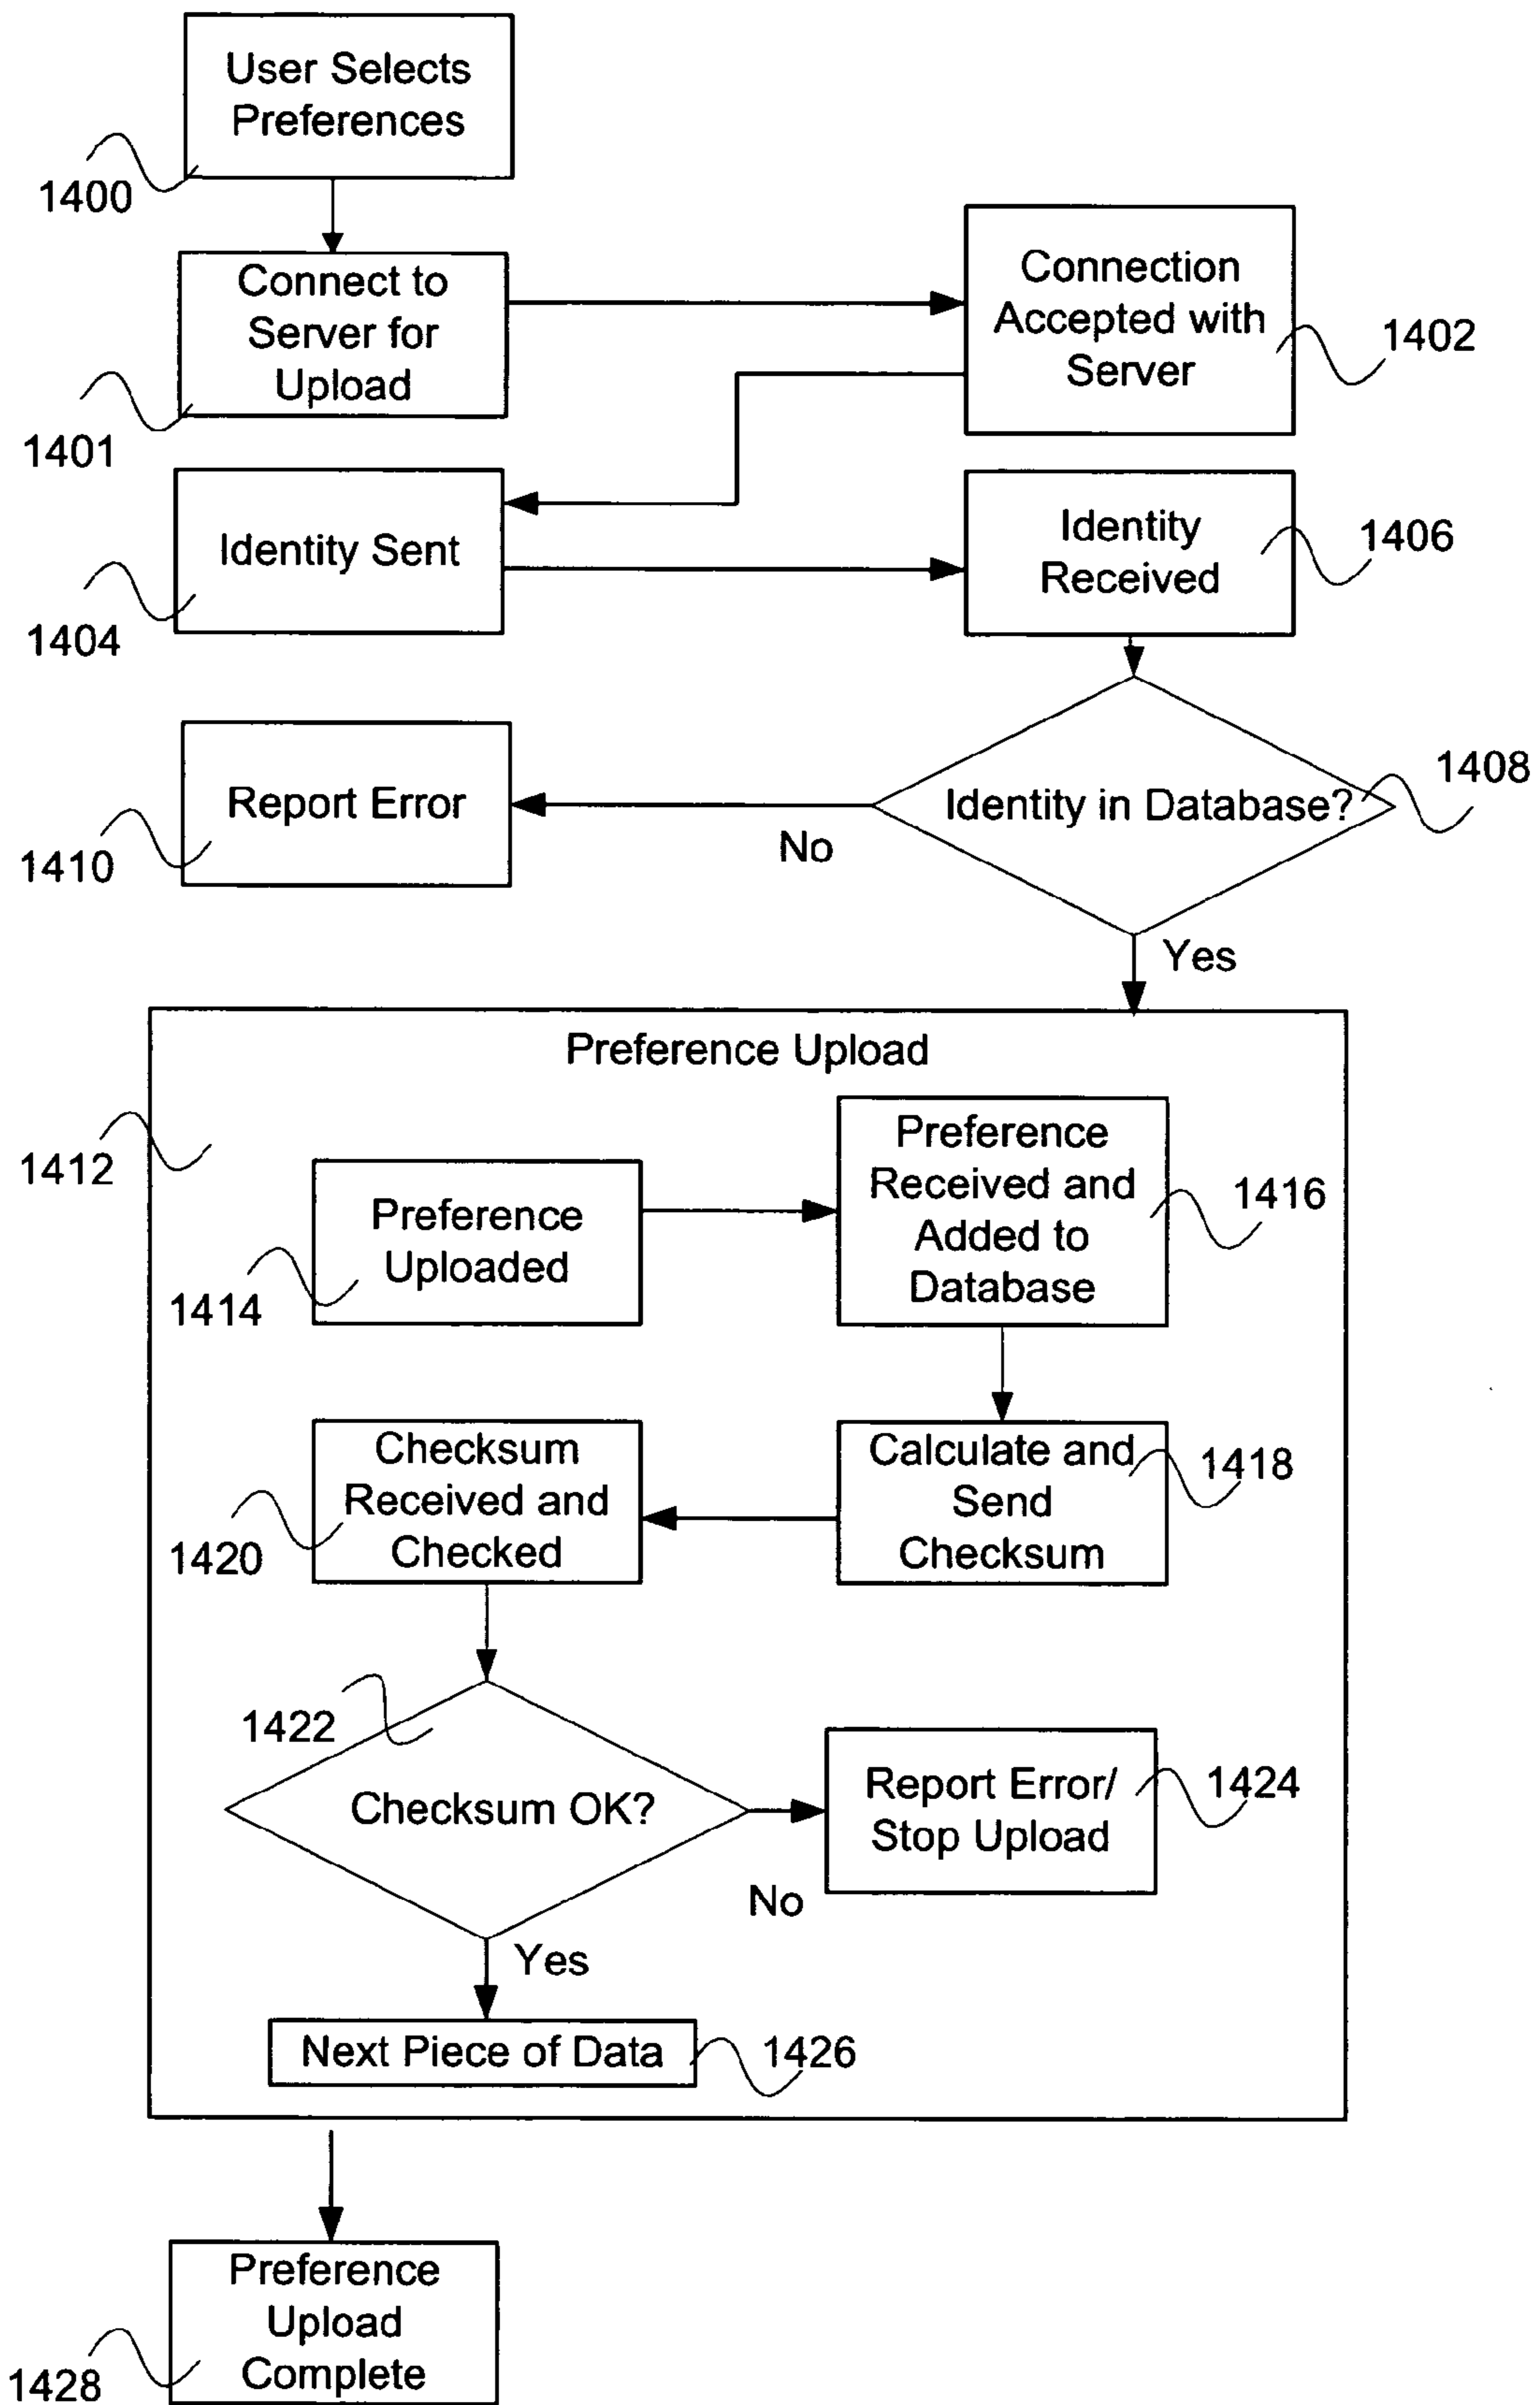 User Selects
Preferences
1400
Connect to
Server for
Upload
1401
Connection
Accepted with
Server
1402
Identity Sent
1404
Identity
Received
1406
Identity in Database?
1408
No
Report Error
1410
Yes
Preference Upload
1412
Preference
Uploaded
1414
Preference
Received and
Added to
Database
1416
Calculate and
Send
Checksum
1418
Checksum
Received and
Checked
1420
1422
Checksum OK?
No
Report Error/
Stop Upload
1424
Yes
Next Piece of Data
1426
Preference
Upload
Complete
1428